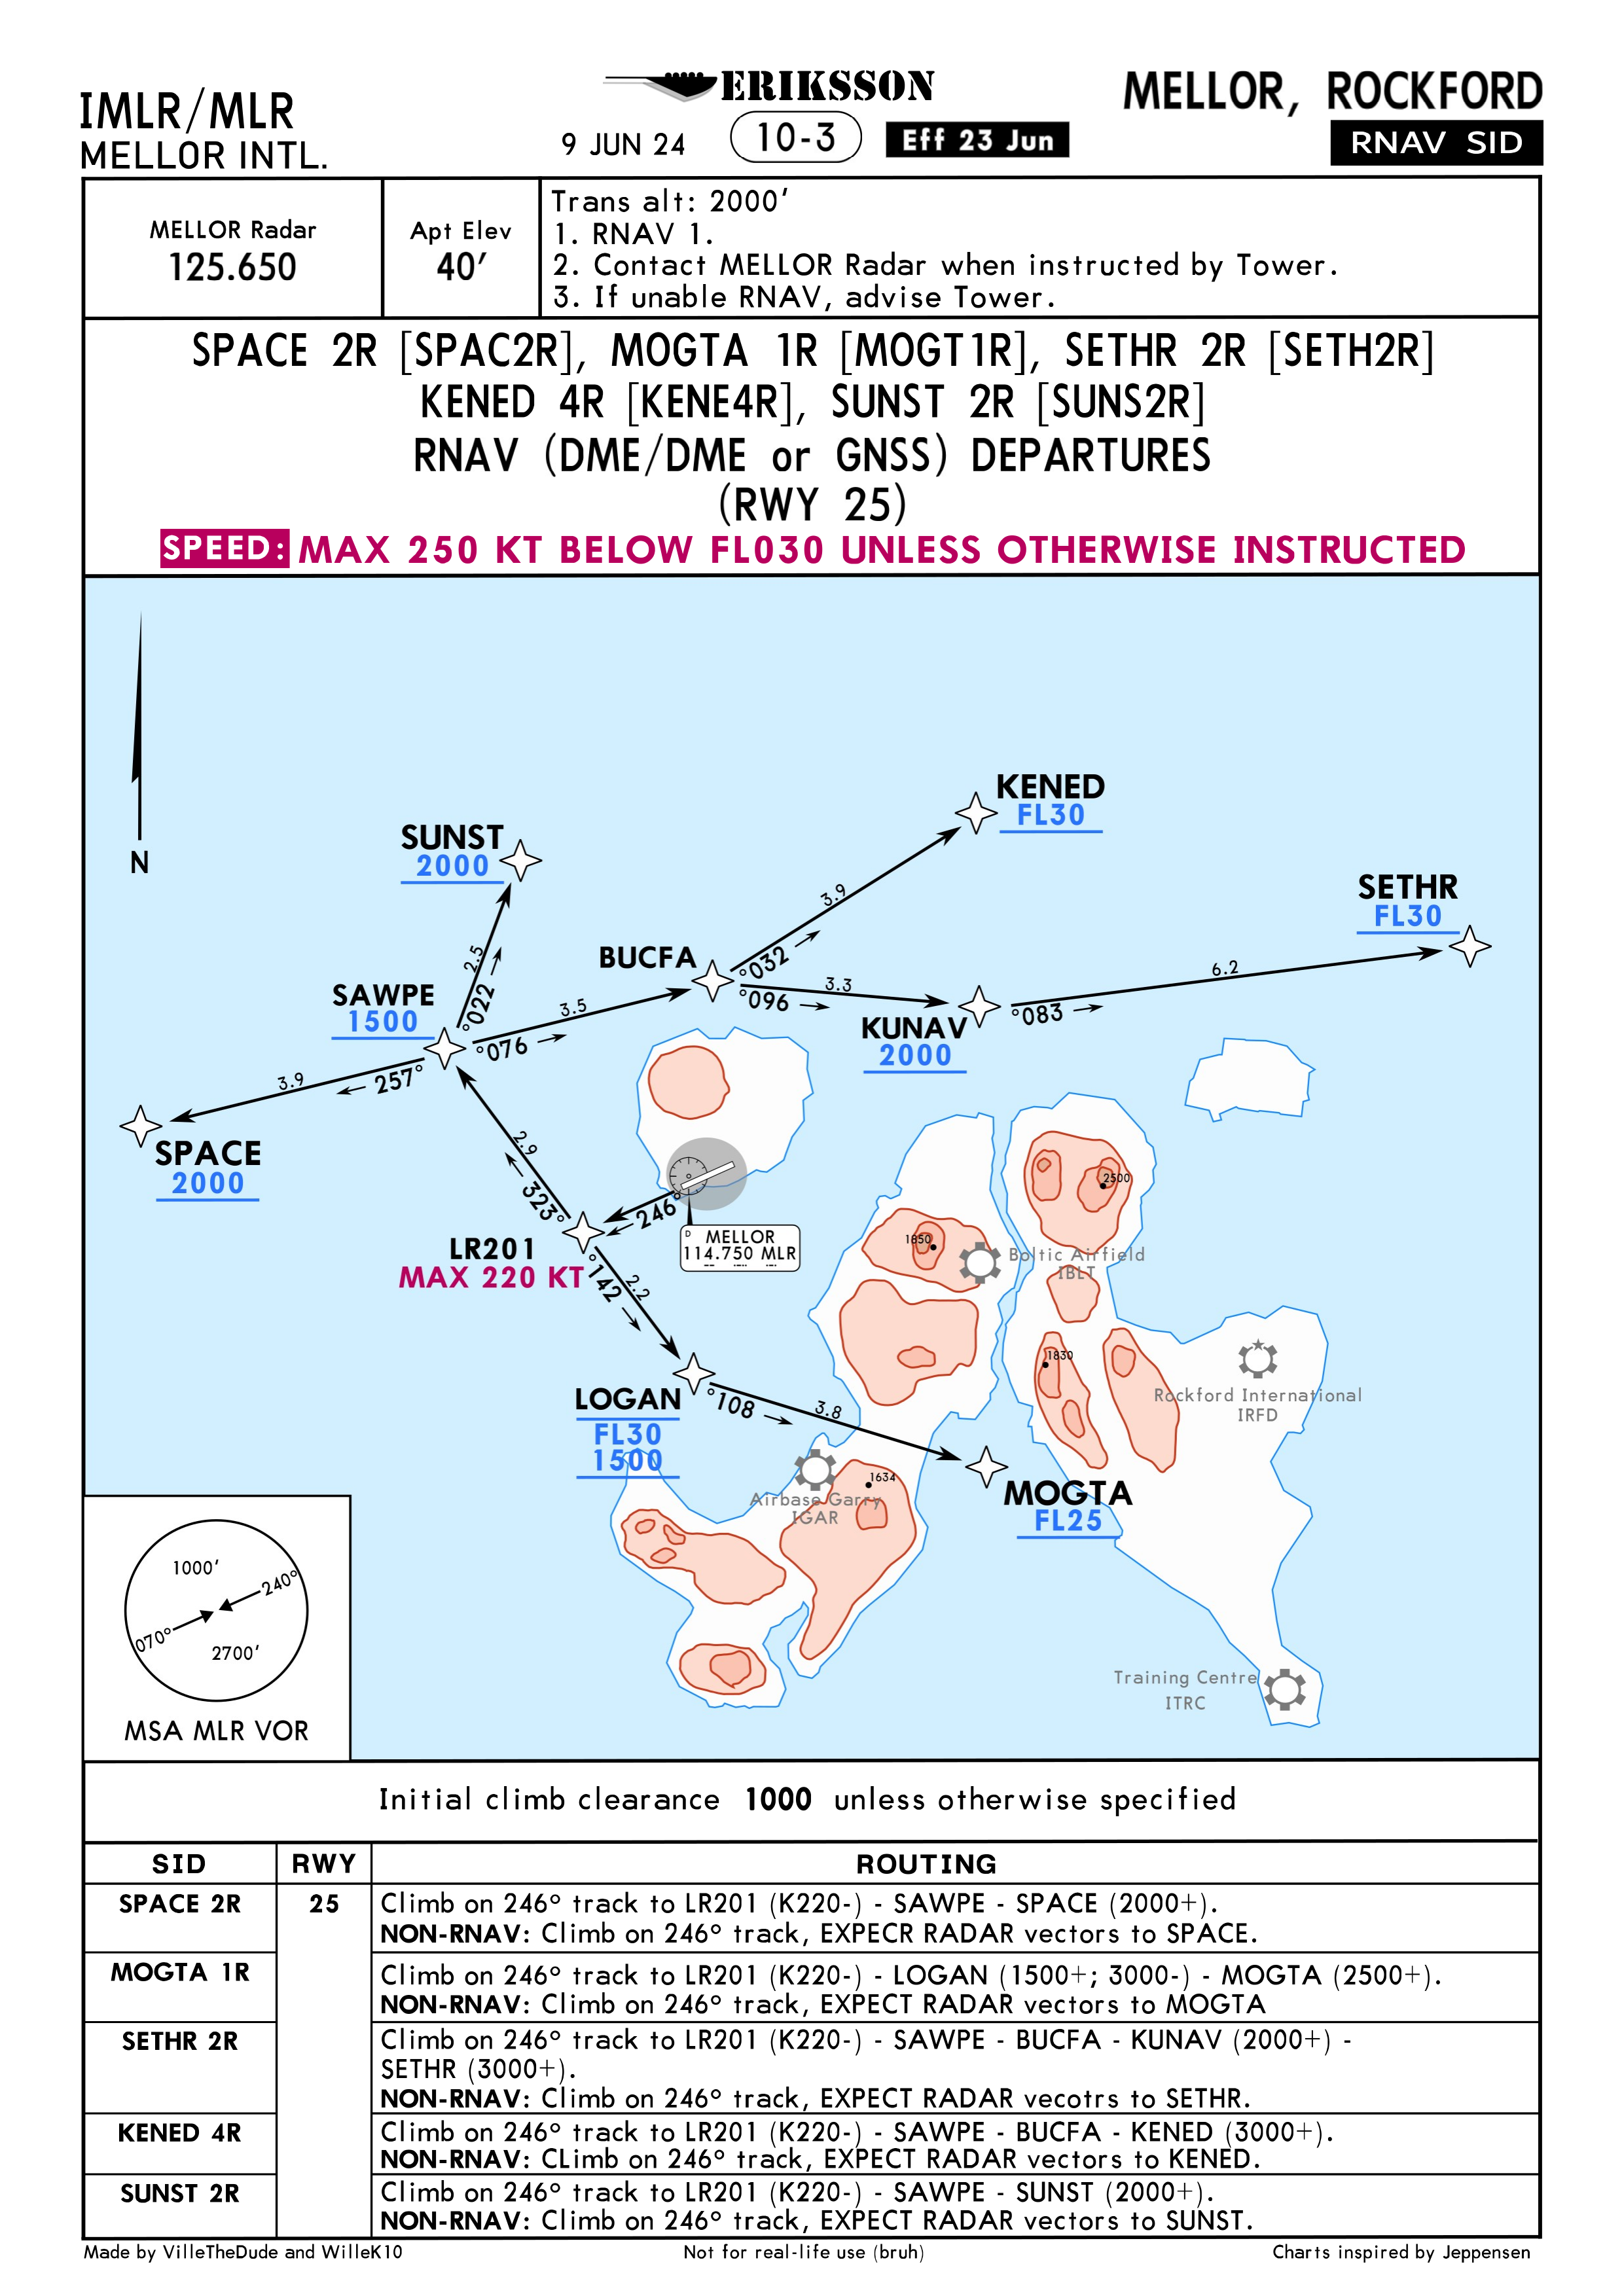 IMLR/MLR
MELLOR INTL.
ERIKSSON
9 JUN 24
10-3
Eff 23 Jun
MELLOR, ROCKFORD
RNAV SID
MELLOR Radar
125.650
Apt Elev
40'
Trans alt: 2000'
1. RNAV 1.
2. Contact MELLOR Radar when instructed by Tower.
3. If unable RNAV, advise Tower.
SPACE 2R [SPAC2R], MOGTA 1R [MOGT1R], SETHR 2R [SETH2R]
KENED 4R [KENE4R], SUNST 2R [SUNS2R]
RNAV (DME/DME or GNSS) DEPARTURES
(RWY 25)
SPEED: MAX 250 KT BELOW FL030 UNLESS OTHERWISE INSTRUCTED
N
KENED
FL30
SUNST
2000
SETHR
FL30
3.9
2.5
°022
BUCFA
°032
6.2
3.3
°096
°083
SAWPE
1500
3.5
°076
KUNAV
2000
3.9
257°
SPACE
2000
2.9
323°
246°
2500
LR201
MAX 220 KT
D MELLOR
114.750 MLR
-- .-.. .-.
1850
Boltic Airfield
IBLT
°142
2.2
1830
LOGAN
FL30
1500
°108
3.8
Rockford International
IRFD
1634
Airbase Garry
IGAR
MOGTA
FL25
1000'
240°
070°
2700'
MSA MLR VOR
Training Centre
ITRC
Initial climb clearance 1000 unless otherwise specified
SID
RWY
ROUTING
SPACE 2R
25
Climb on 246° track to LR201 (K220-) - SAWPE - SPACE (2000+).
NON-RNAV: Climb on 246° track, EXPECR RADAR vectors to SPACE.
MOGTA 1R
Climb on 246° track to LR201 (K220-) - LOGAN (1500+; 3000-) - MOGTA (2500+).
NON-RNAV: Climb on 246° track, EXPECT RADAR vectors to MOGTA
SETHR 2R
Climb on 246° track to LR201 (K220-) - SAWPE - BUCFA - KUNAV (2000+) -
SETHR (3000+).
NON-RNAV: Climb on 246° track, EXPECT RADAR vecotrs to SETHR.
KENED 4R
Climb on 246° track to LR201 (K220-) - SAWPE - BUCFA - KENED (3000+).
NON-RNAV: CLimb on 246° track, EXPECT RADAR vectors to KENED.
SUNST 2R
Climb on 246° track to LR201 (K220-) - SAWPE - SUNST (2000+).
NON-RNAV: Climb on 246° track, EXPECT RADAR vectors to SUNST.
Made by VilleTheDude and WilleK10
Not for real-life use (bruh)
Charts inspired by Jeppensen